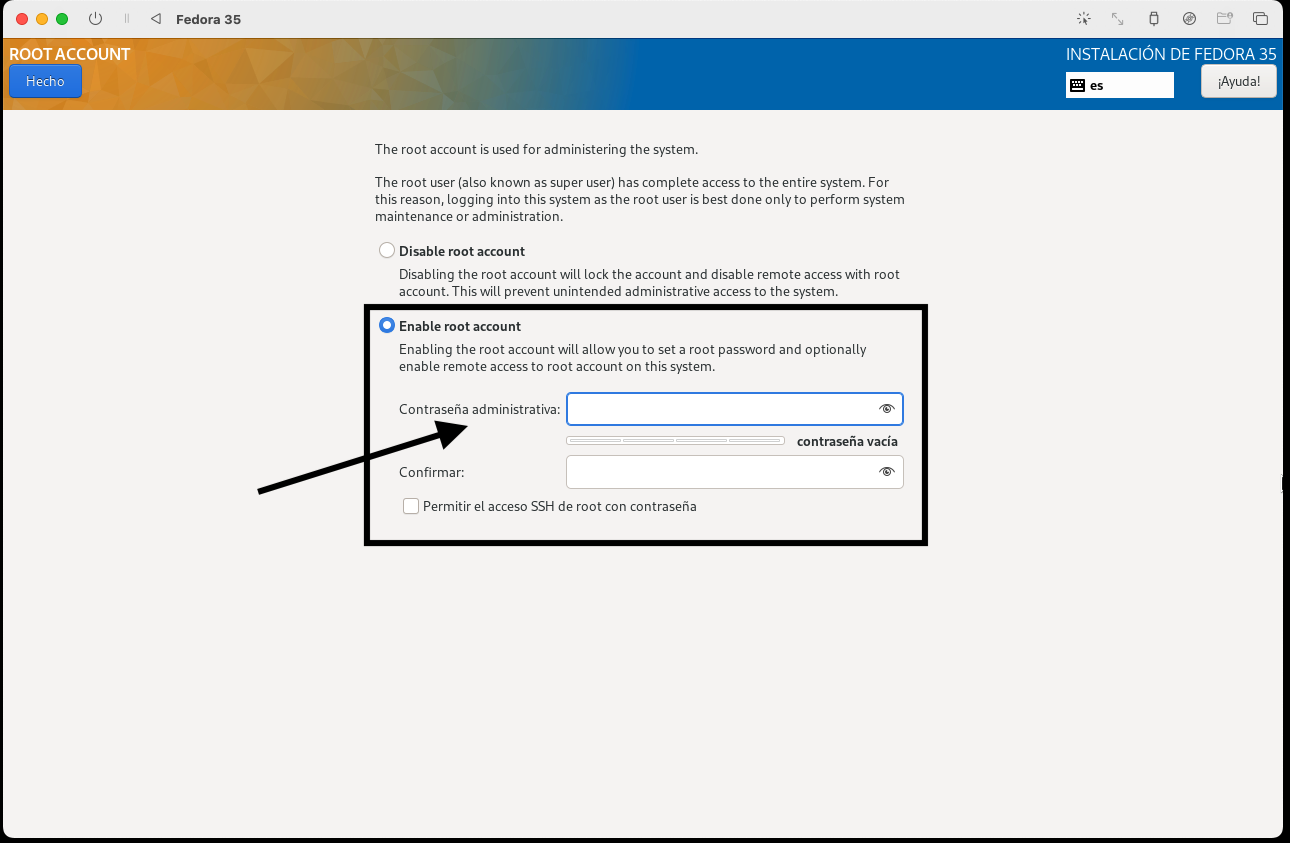 Fedora 35
ROOT ACCOUNT
INSTALACIÓN DE FEDORA 35
Hecho
es
¡Ayuda!
The root account is used for administering the system.
The root user (also known as super user) has complete access to the entire system. For
this reason, logging into this system as the root user is best done only to perform system
maintenance or administration.
Disable root account
Disabling the root account will lock the account and disable remote access with root
account. This will prevent unintended administrative access to the system.
Enable root account
Enabling the root account will allow you to set a root password and optionally
enable remote access to root account on this system.
Contraseña administrativa:
contraseña vacía
Confirmar:
Permitir el acceso SSH de root con contraseña